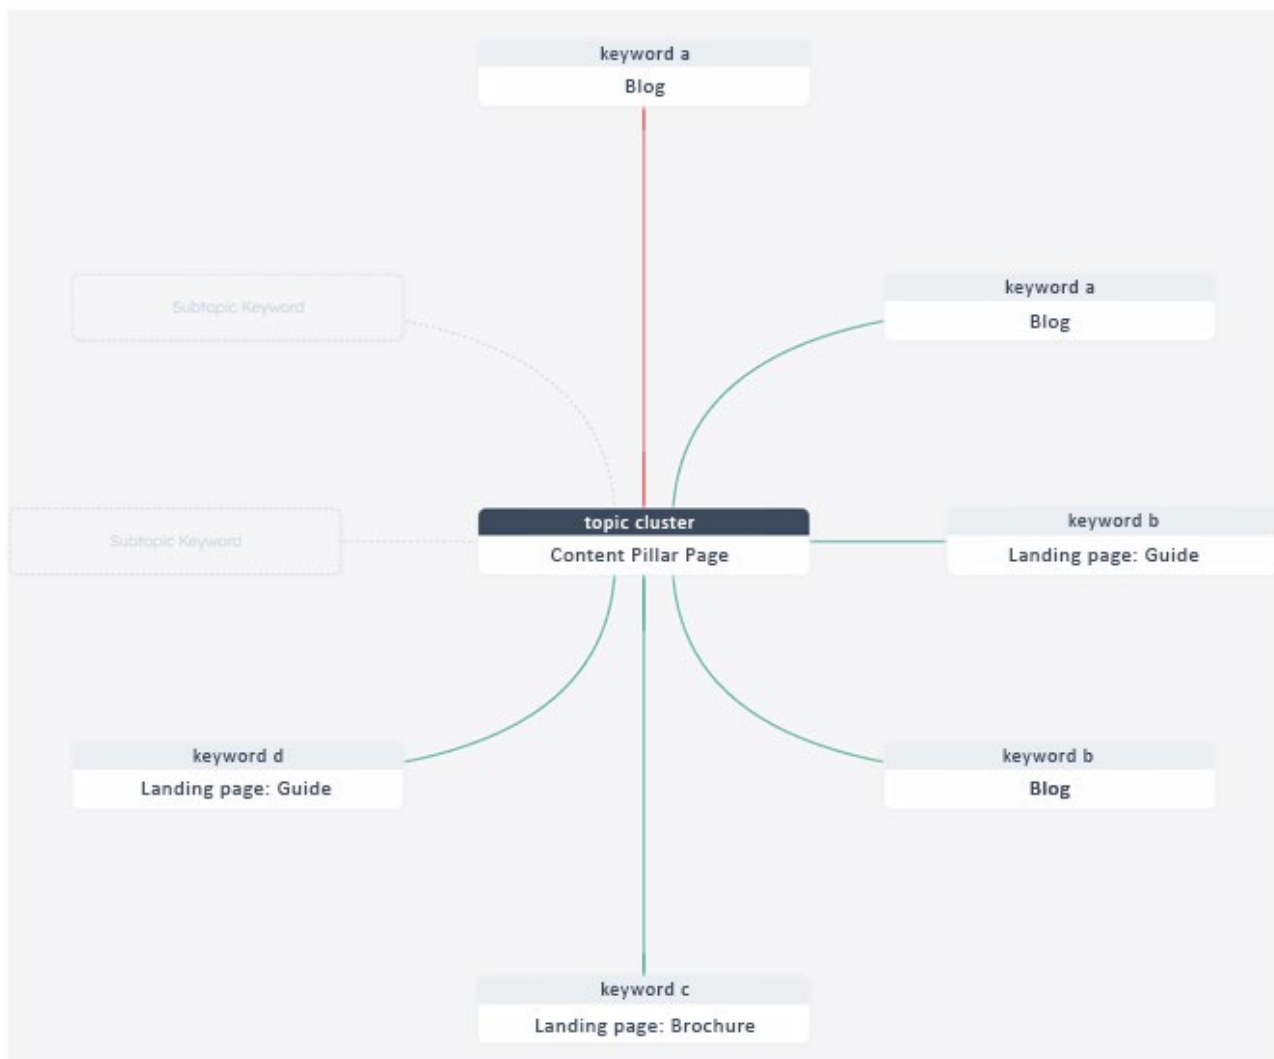 keyword a
Blog
Subtopic Keyword
keyword a
Blog
Subtopic Keyword
topic cluster
Content Pillar Page
keyword b
Landing page: Guide
keyword d
Landing page: Guide
keyword b
Blog
keyword c
Landing page: Brochure